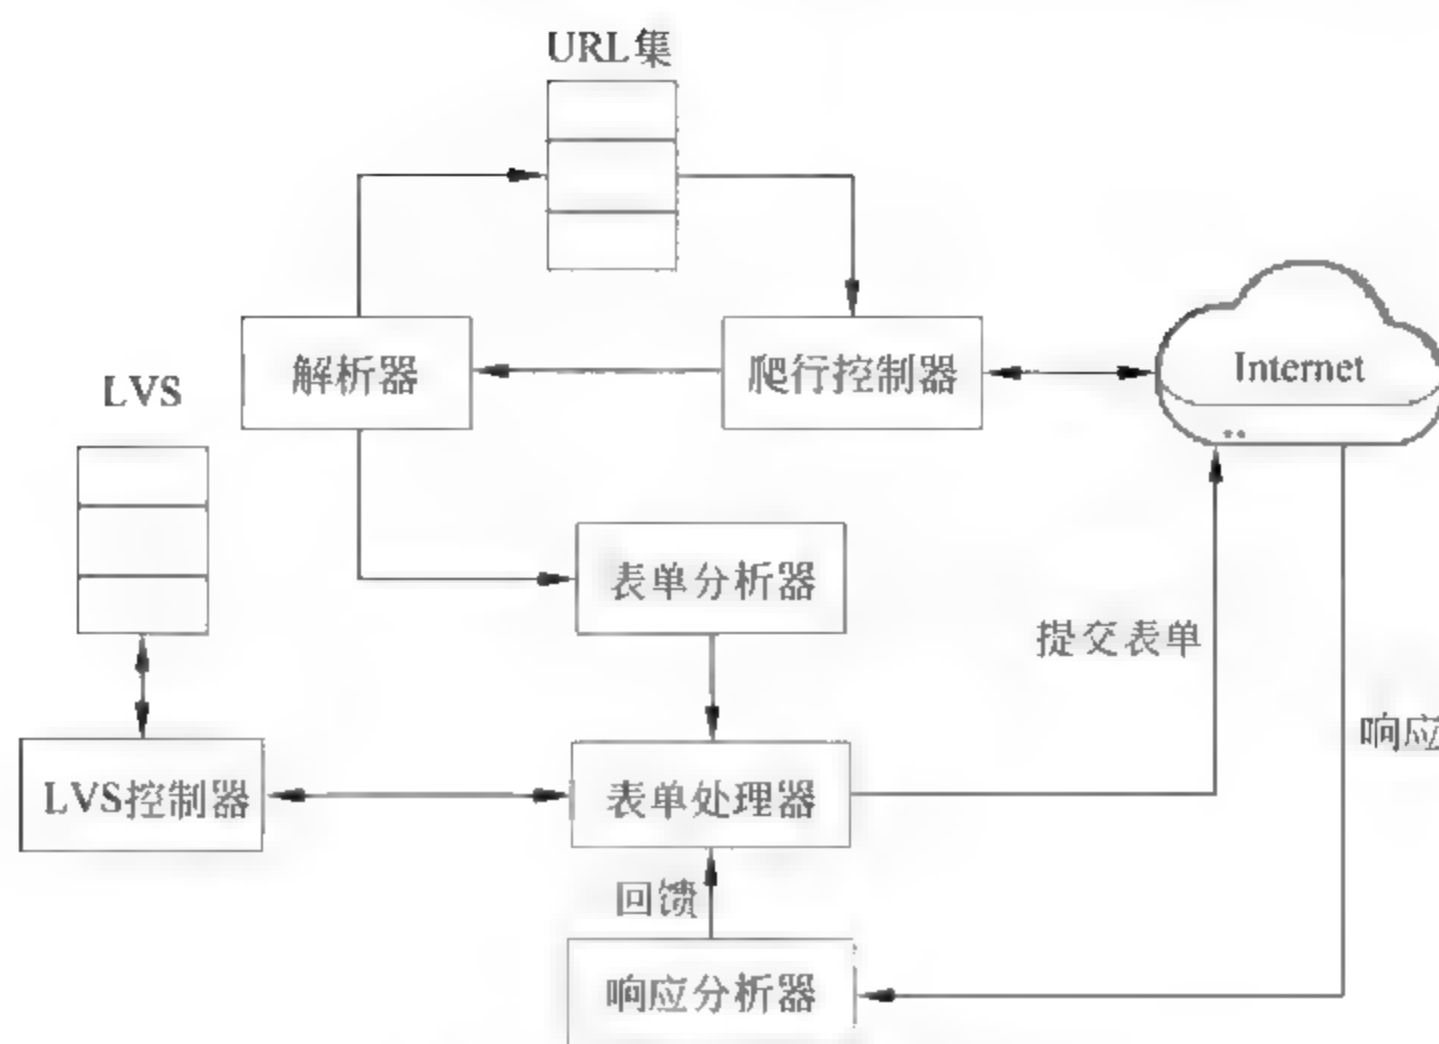 URL集
解析器
爬行控制器
Internet
LVS
表单分析器
提交表单
响应
LVS控制器
表单处理器
回馈
响应分析器